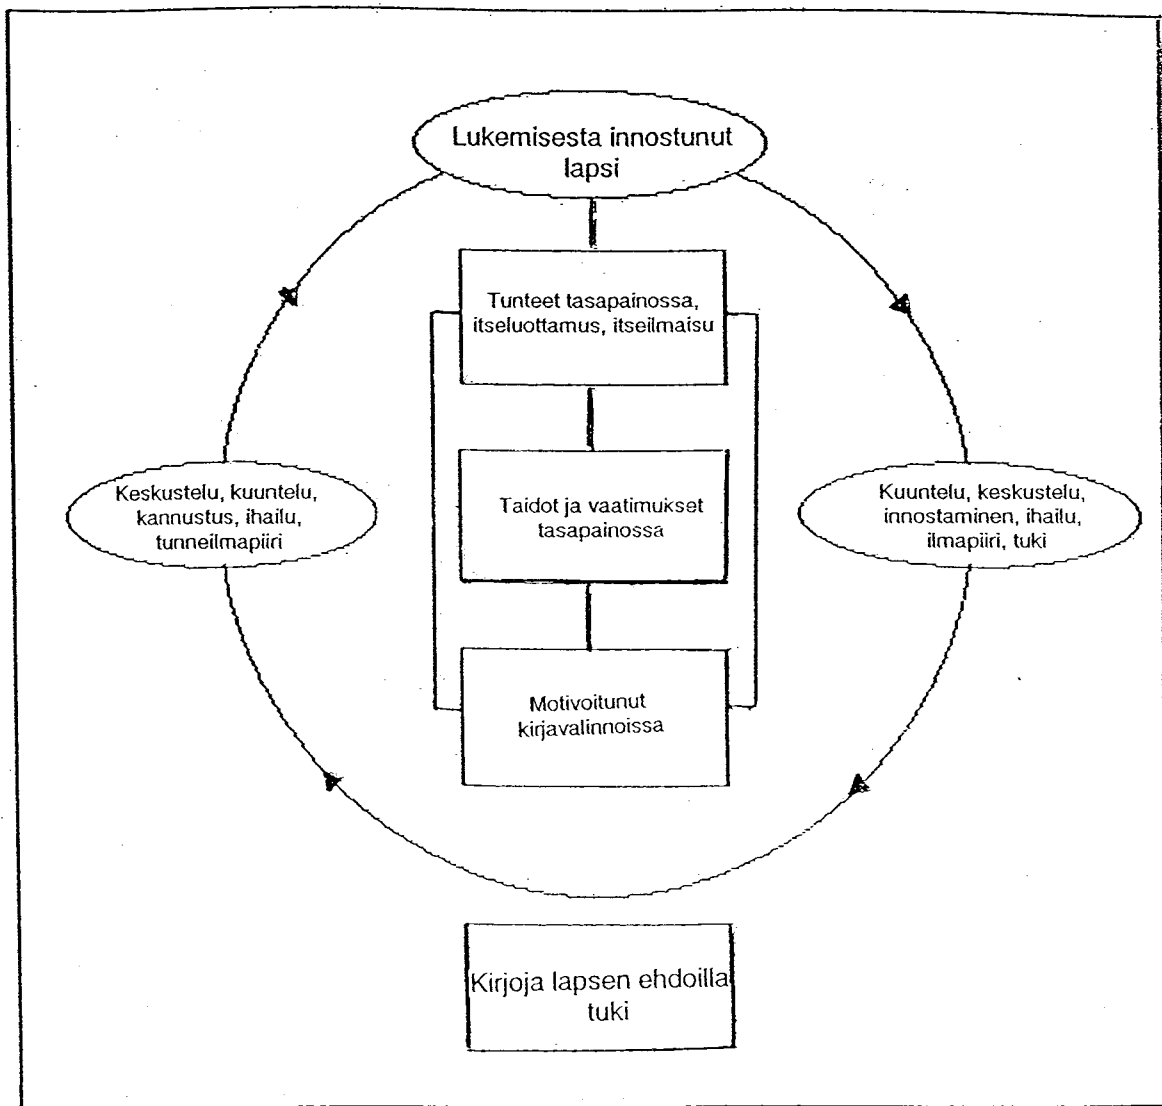 Lukemisesta innostunut
lapsi
Tunteet tasapainossa,
itseluottamus, itseilmaisu
Keskustelu, kuuntelu,
kannustus, ihailu,
tunneilmapiiri
Taidot ja vaatimukset
tasapainossa
Kuuntelu, keskustelu,
innostaminen, ihailu,
ilmapiiri, tuki
Motivoitunut
kirjavalinnoissa
Kirjoja lapsen ehdoilla
tuki